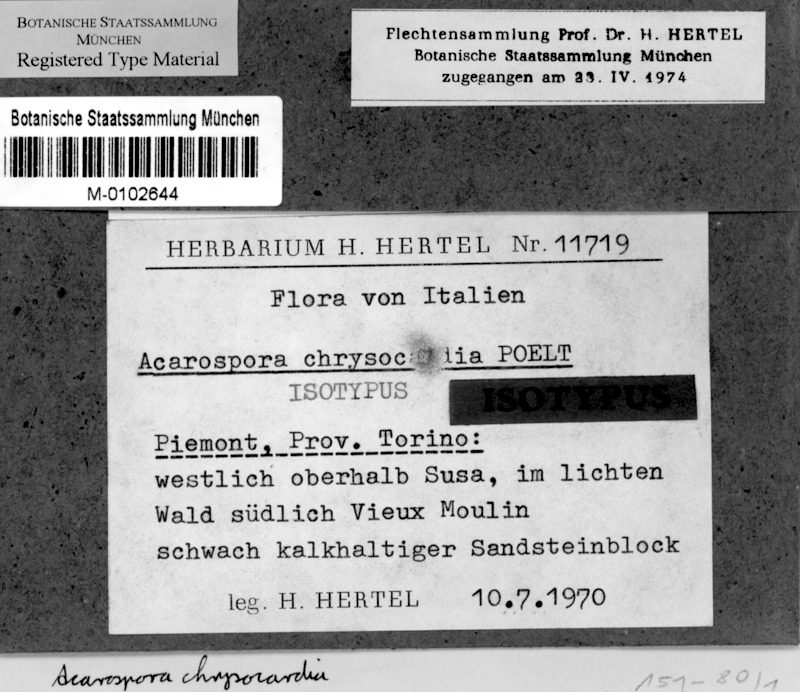 BOTANISCHE STAATSSAMMLUNG
MÜNCHEN
Registered Type Material
Flechtensammlung Prof. Dr. H. HERTEL
Botanische Staatssammlung München
zugegangen am 23. IV. 1974
Botanische Staatssammlung München
M-0102644
HERBARIUM H. HERTEL Nr. 11719
Flora von Italien
Acarospora POELT
ISOTYPUS
ISOTYPUS
Piemont, Prov. Torino:
westlich oberhalb Susa, im lichten
Wald südlich Vieux Moulin
schwach kalkhaltiger Sandsteinblock
leg. H. HERTEL 10.7.1970
Acarospora chrysocardia
151-80/1